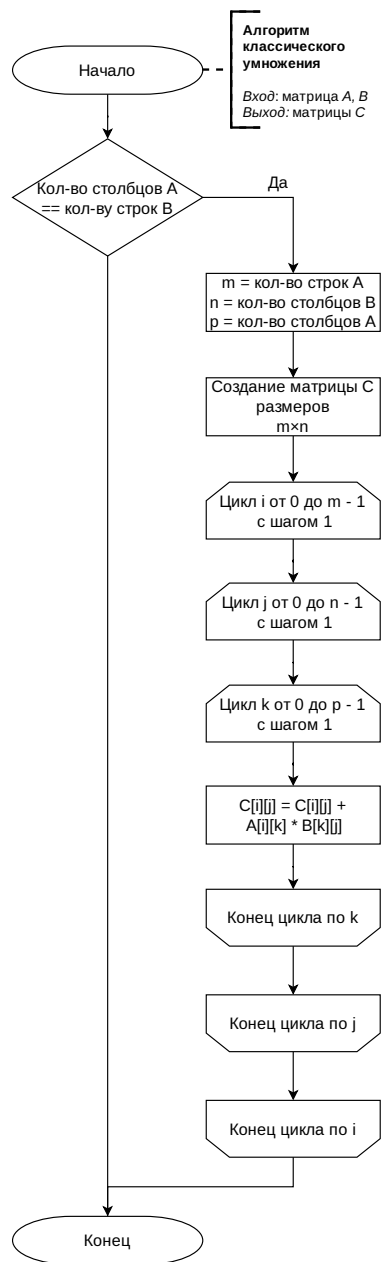 Алгоритм
классического
умножения
Вход: матрица A, B
Выход: матрицы C
Начало
Кол-во столбцов A
== кол-ву строк B
Да
m = кол-во строк A
n = кол-во столбцов B
p = кол-во столбцов A
Создание матрицы C
размеров
m×n
Цикл i от 0 до m - 1
с шагом 1
Цикл j от 0 до n - 1
с шагом 1
Цикл k от 0 до p - 1
с шагом 1
C[i][j] = C[i][j] +
A[i][k] * B[k][j]
Конец цикла по k
Конец цикла по j
Конец цикла по i
Конец